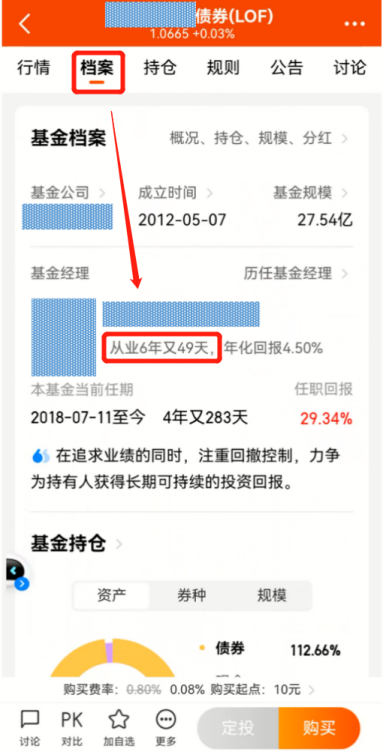 债券(LOF)
1.0665 +0.03%
行情 档案 持仓 规则 公告 讨论
基金档案 概况、持仓、规模、分红
基金公司 成立时间 基金规模
2012-05-07 27.54亿
基金经理 历任基金经理
从业6年又49天，年化回报4.50%
本基金当前任期 任职回报
2018-07-11至今 4年又283天 29.34%
在追求业绩的同时，注重回撤控制，力争
为持有人获得长期可持续的投资回报。
基金持仓
资产 券种 规模
债券 112.66%
购买费率：0.80% 0.08% 购买起点：10元
讨论 PK 对比 加自选 更多 定投 购买